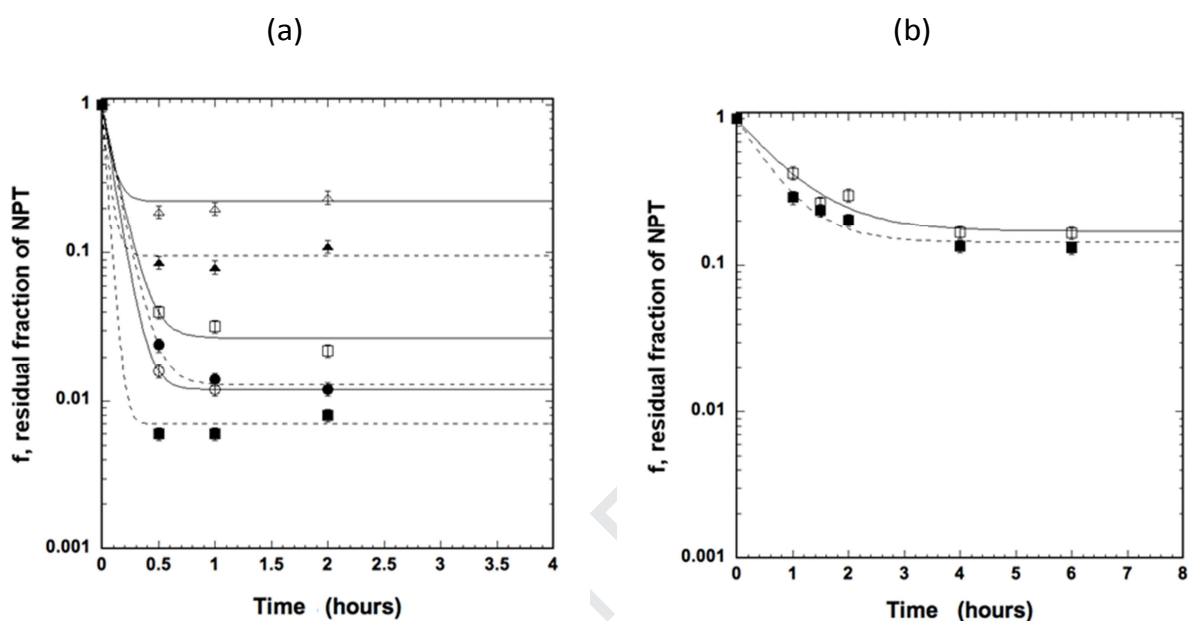 (a)
(b)
f, residual fraction of NPT
1
0.1
0.01
0.001
0 0.5 1 1.5 2 2.5 3 3.5 4
Time (hours)
f, residual fraction of NPT
1
0.1
0.01
0.001
0 1 2 3 4 5 6 7 8
Time (hours)